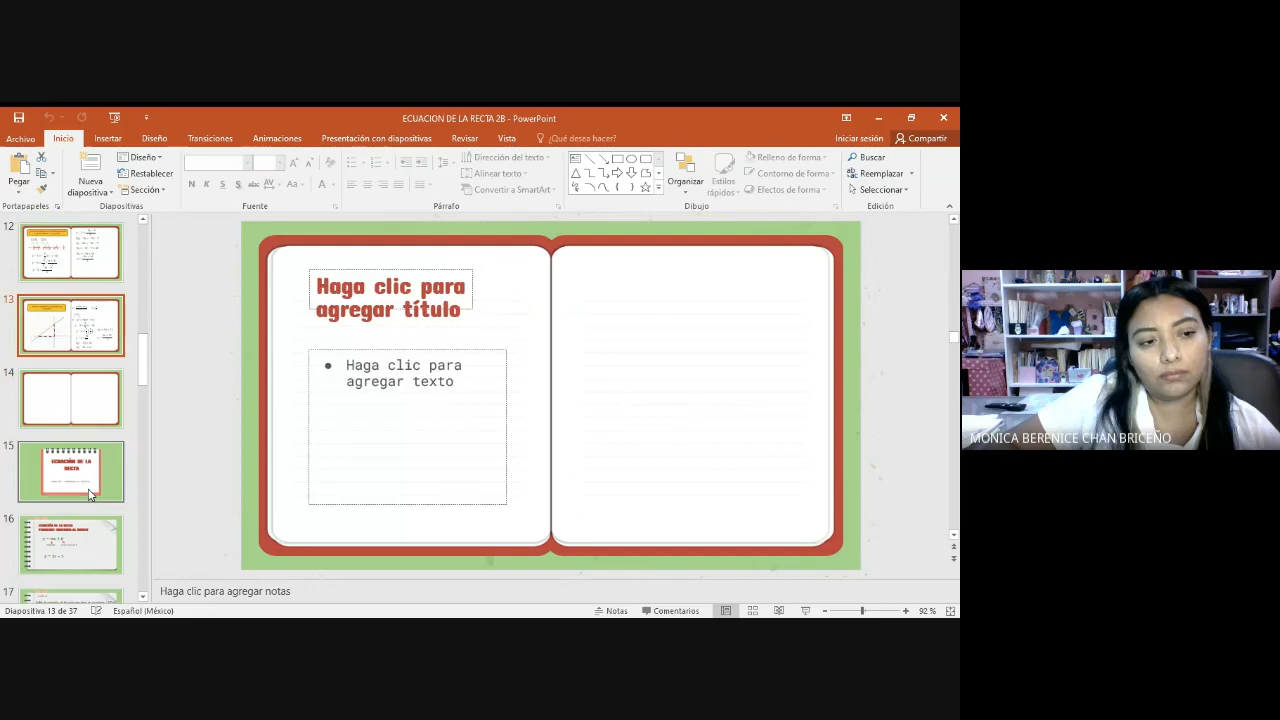 ECUACION DE LA RECTA 2B - PowerPoint
Archivo Inicio Insertar Diseño Transiciones Animaciones Presentación con diapositivas Revisar Vista ¿Qué desea hacer? Iniciar sesión Compartir
Pegar
Nueva
diapositiva
Diseño
Restablecer
Sección
N K S S abc AV Aa A
Dirección del texto
Alinear texto
Convertir a SmartArt
Organizar
Estilos
rápidos
Relleno de forma
Contorno de forma
Efectos de forma
Buscar
Reemplazar
Seleccionar
Portapapeles Diapositivas Fuente Párrafo Dibujo Edición
12
13
14
15
ECUACIÓN DE LA
RECTA
16
17
Haga clic para
agregar título
● Haga clic para
agregar texto
Haga clic para agregar notas
Diapositiva 13 de 37 Español (México) Notas Comentarios 92 %
MONICA BERENICE CHAN BRICEÑO